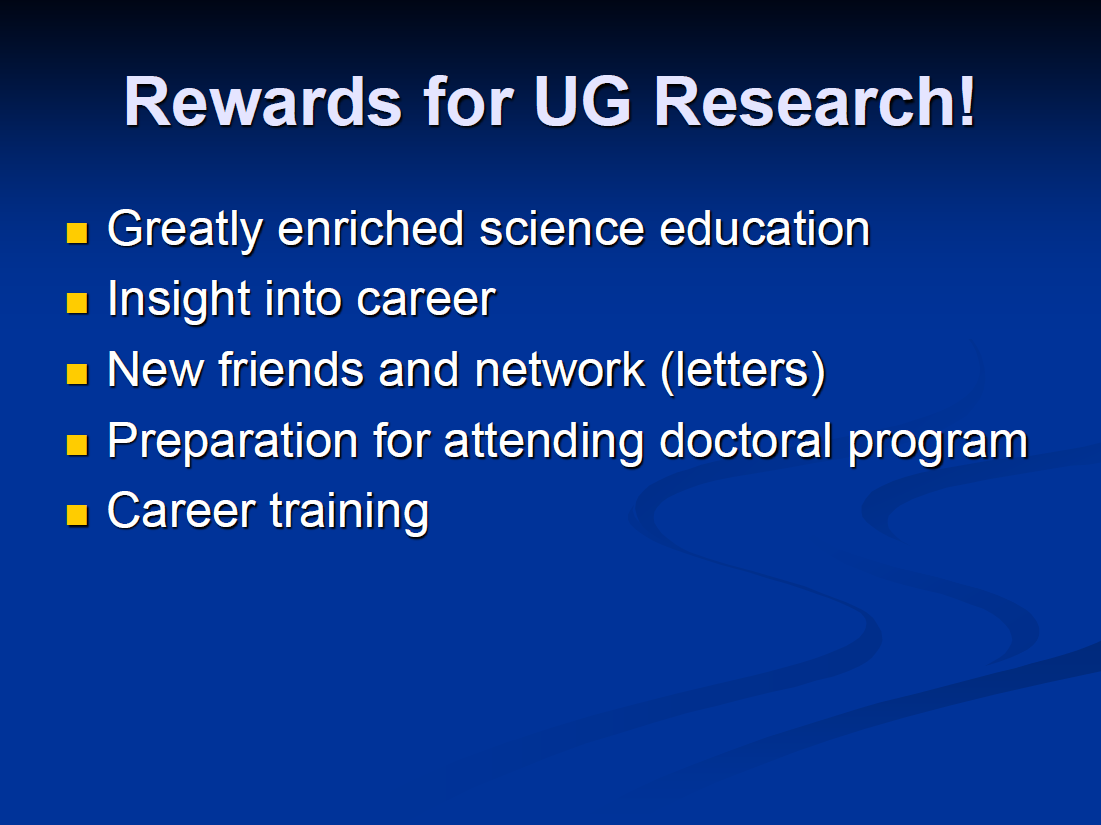 Rewards for UG Research!
Greatly enriched science education
Insight into career
New friends and network (letters)
Preparation for attending doctoral program
Career training